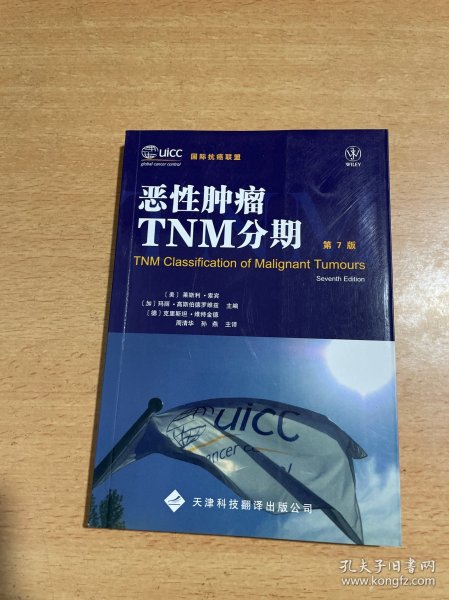 uicc
global cancer control
国际抗癌联盟
WILEY
恶性肿瘤
TNM分期
第7版
TNM Classification of Malignant Tumours
Seventh Edition
〔美〕莱斯利·索宾
〔加〕玛丽·高斯伯德罗维兹 主编
〔德〕克里斯坦·维特金德
周清华 孙燕 主译
uicc
cancer con
天津科技翻译出版公司
孔夫子旧书网
www.kongfz.com